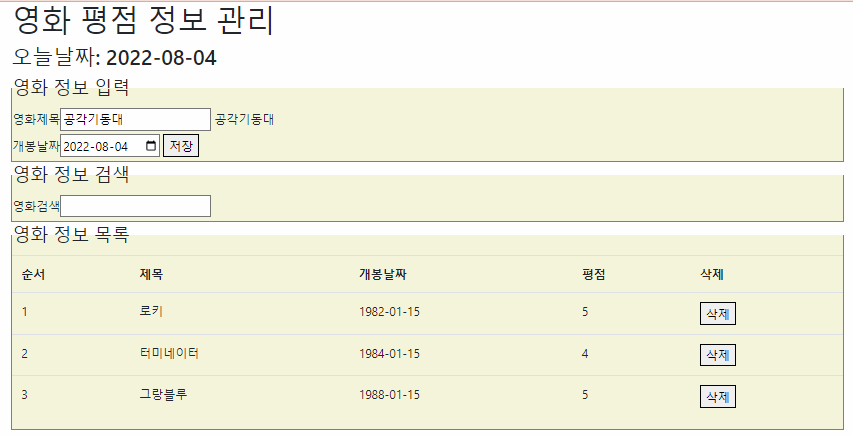 영화 평점 정보 관리
오늘날짜: 2022-08-04
영화 정보 입력
영화제목 공각기동대 공각기동대
개봉날짜 2022-08-04 저장
영화 정보 검색
영화검색
영화 정보 목록
순서 제목 개봉날짜 평점 삭제
1 로키 1982-01-15 5 삭제
2 터미네이터 1984-01-15 4 삭제
3 그랑블루 1988-01-15 5 삭제